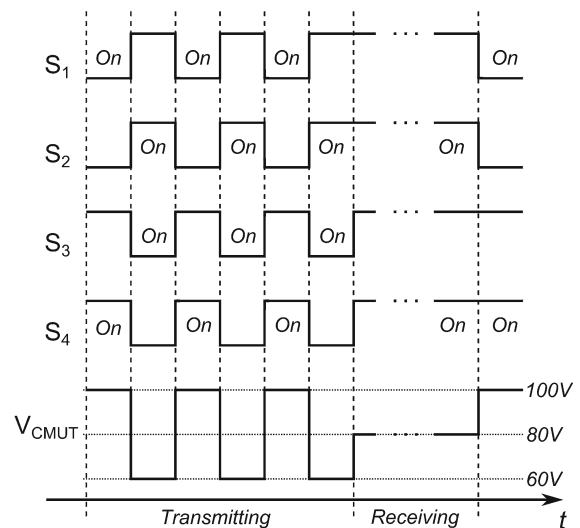 S1 On On On On
S2 On On On On
S3 On On On
S4 On On On On On
100V
VCMUT 80V
60V
Transmitting Receiving t